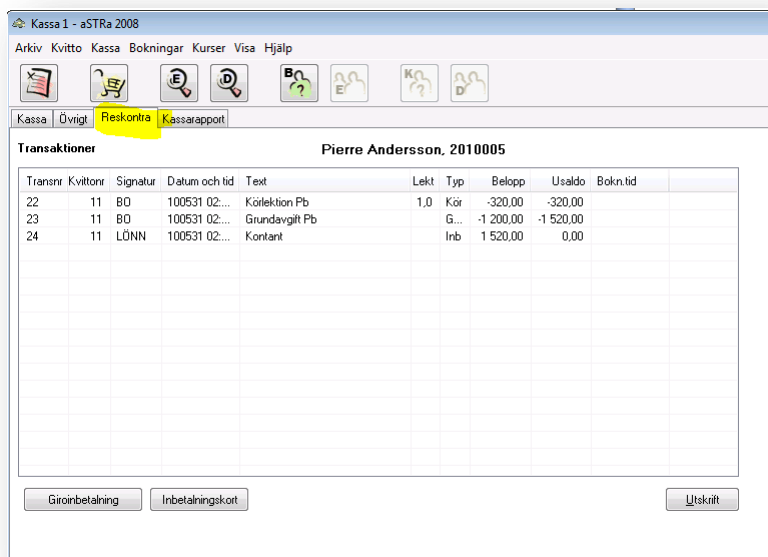 Kassa 1 - aSTRa 2008
Arkiv Kvitto Kassa Bokningar Kurser Visa Hjälp
E D B ? E K ? D
Kassa Övrigt Reskontra Kassarapport
Transaktioner Pierre Andersson, 2010005
Transnr Kvittonr Signatur Datum och tid Text Lekt Typ Belopp Usaldo Bokn.tid
22 11 BO 100531 02:... Körlektion Pb 1,0 Kör -320,00 -320,00
23 11 BO 100531 02:... Grundavgift Pb G... -1 200,00 -1 520,00
24 11 LÖNN 100531 02:... Kontant Inb 1 520,00 0,00
Giroinbetalning Inbetalningskort Utskrift